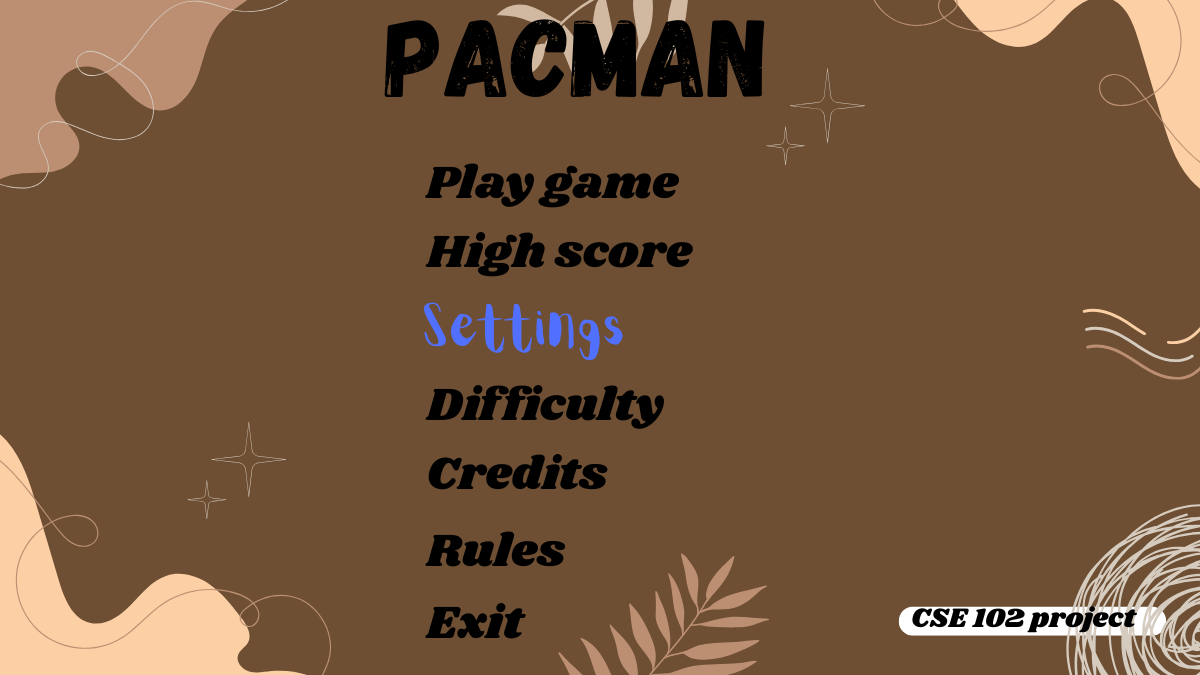 PACMAN
Play game
High score
Settings
Difficulty
Credits
Rules
Exit
CSE 102 project